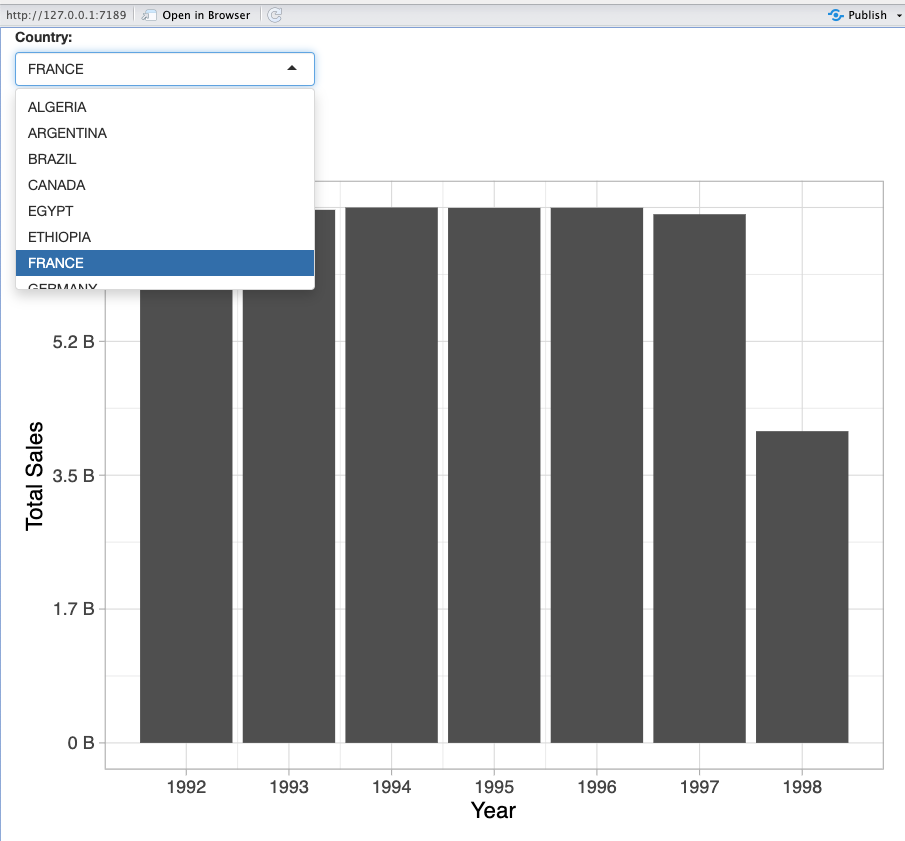 http://127.0.0.1:7189 Open in Browser Publish
Country:
FRANCE
ALGERIA
ARGENTINA
BRAZIL
CANADA
EGYPT
ETHIOPIA
FRANCE
GERMANY
5.2 B
3.5 B
1.7 B
0 B
Total Sales
1992 1993 1994 1995 1996 1997 1998
Year